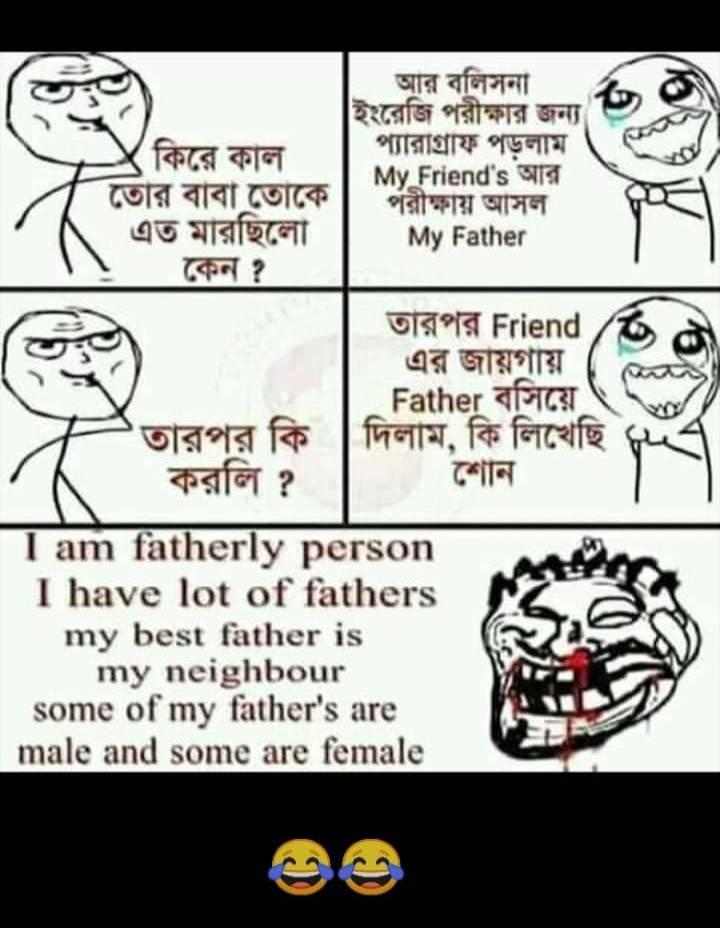 কিরে কাল
তোর বাবা তোকে
এত মারছিলো
কেন ?
আর বলিসনা
ইংরেজি পরীক্ষার জন্য
প্যারাগ্রাফ পড়লাম
My Friend's আর
পরীক্ষায় আসল
My Father
তারপর কি
করলি ?
তারপর Friend
এর জায়গায়
Father বসিয়ে
দিলাম, কি লিখেছি
শোন
I am fatherly person
I have lot of fathers
my best father is
my neighbour
some of my father's are
male and some are female
😂😂